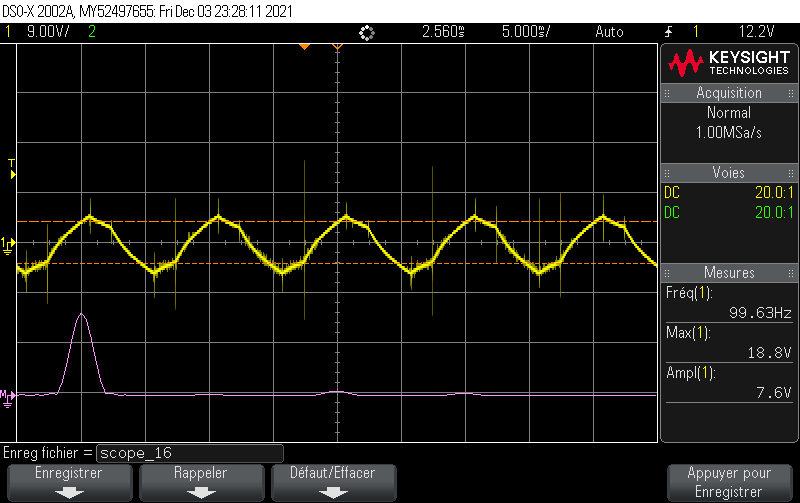 DSO-X 2002A, MY52497655: Fri Dec 03 23:28:11 2021
1 9.00V/ 2 2.560s 5.000s/ Auto 1 12.2V
KEYSIGHT
TECHNOLOGIES
Acquisition
Normal
1.00MSa/s
Voies
DC 20.0:1
DC 20.0:1
Mesures
Fréq(1):
99.63Hz
Max(1):
18.8V
Ampl(1):
7.6V
T
1
M
Enreg fichier = scope_16
Enregistrer
Rappeler
Défaut/Effacer
Appuyer pour
Enregistrer